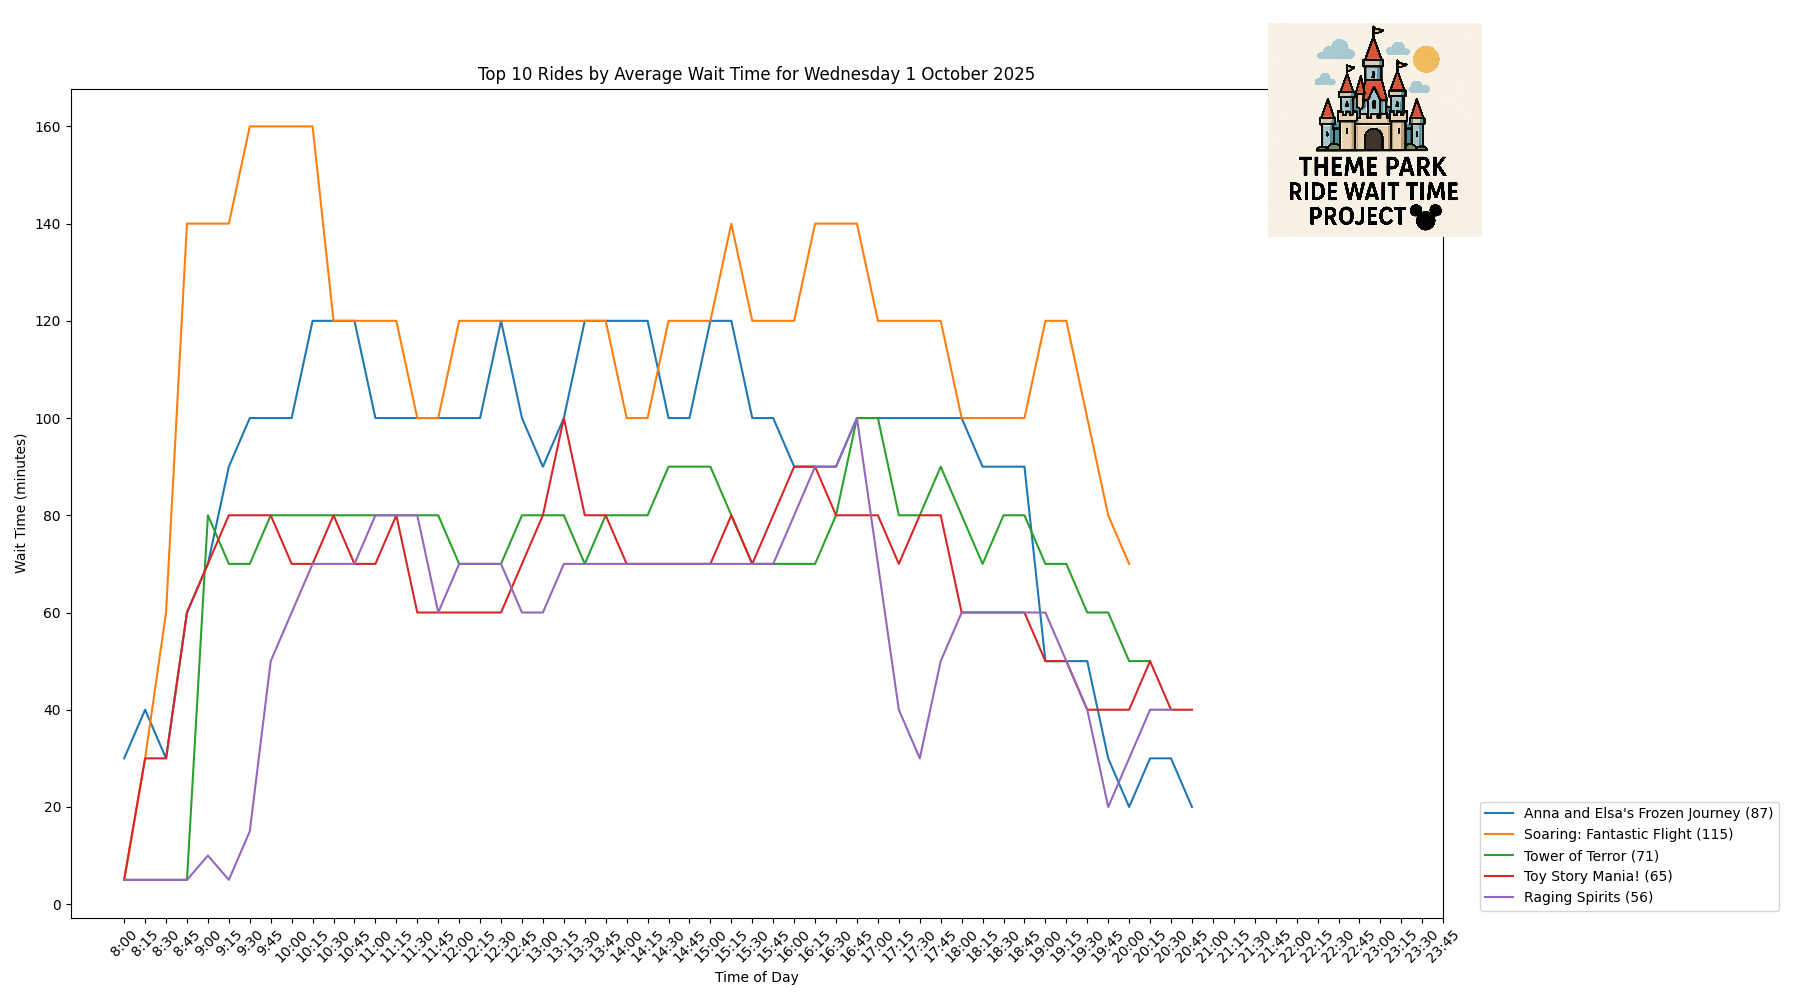 THEME PARK
RIDE WAIT TIME
PROJECT
Top 10 Rides by Average Wait Time for Wednesday 1 October 2025
Wait Time (minutes)
160
140
120
100
80
60
40
20
0
8:00 8:15 8:30 8:45 9:00 9:15 9:30 9:45 10:00 10:15 10:30 10:45 11:00 11:15 11:30 11:45 12:00 12:15 12:30 12:45 13:00 13:15 13:30 13:45 14:00 14:15 14:30 14:45 15:00 15:15 15:30 15:45 16:00 16:15 16:30 16:45 17:00 17:15 17:30 17:45 18:00 18:15 18:30 18:45 19:00 19:15 19:30 19:45 20:00 20:15 20:30 20:45 21:00 21:15 21:30 21:45 22:00 22:15 22:30 22:45 23:00 23:15 23:30 23:45
Time of Day
Anna and Elsa's Frozen Journey (87)
Soaring: Fantastic Flight (115)
Tower of Terror (71)
Toy Story Mania! (65)
Raging Spirits (56)